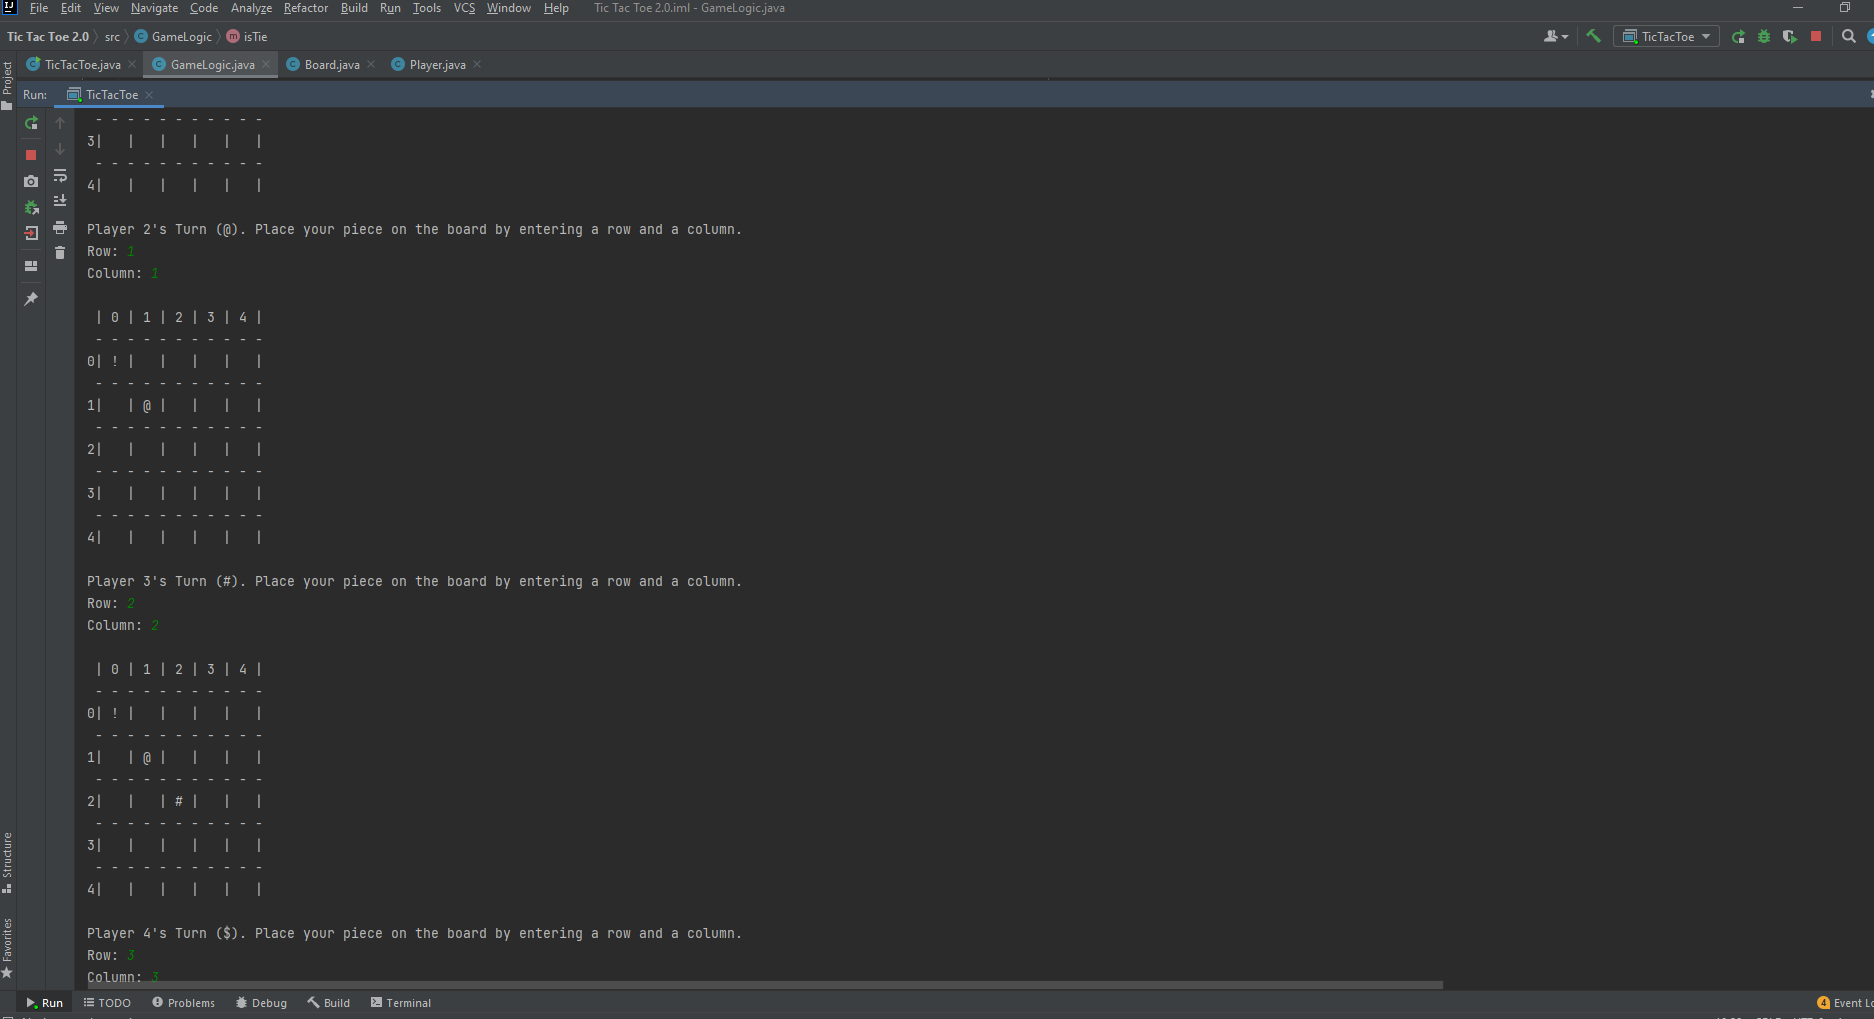 File Edit View Navigate Code Analyze Refactor Build Run Tools VCS Window Help Tic Tac Toe 2.0.iml - GameLogic.java
Tic Tac Toe 2.0 src GameLogic isTie TicTacToe
TicTacToe.java GameLogic.java Board.java Player.java
Project
Run: TicTacToe
- - - - - - - - - - -
3|   |   |   |   |   |
- - - - - - - - - - -
4|   |   |   |   |   |
Player 2's Turn (@). Place your piece on the board by entering a row and a column.
Row: 1
Column: 1
| 0 | 1 | 2 | 3 | 4 |
- - - - - - - - - - -
0| ! |   |   |   |   |
- - - - - - - - - - -
1|   | @ |   |   |   |
- - - - - - - - - - -
2|   |   |   |   |   |
- - - - - - - - - - -
3|   |   |   |   |   |
- - - - - - - - - - -
4|   |   |   |   |   |
Player 3's Turn (#). Place your piece on the board by entering a row and a column.
Row: 2
Column: 2
| 0 | 1 | 2 | 3 | 4 |
- - - - - - - - - - -
0| ! |   |   |   |   |
- - - - - - - - - - -
1|   | @ |   |   |   |
- - - - - - - - - - -
2|   |   | # |   |   |
- - - - - - - - - - -
3|   |   |   |   |   |
- - - - - - - - - - -
4|   |   |   |   |   |
Player 4's Turn ($). Place your piece on the board by entering a row and a column.
Row: 3
Column: 3
Structure
Favorites
Run TODO Problems Debug Build Terminal 4 Event Lo